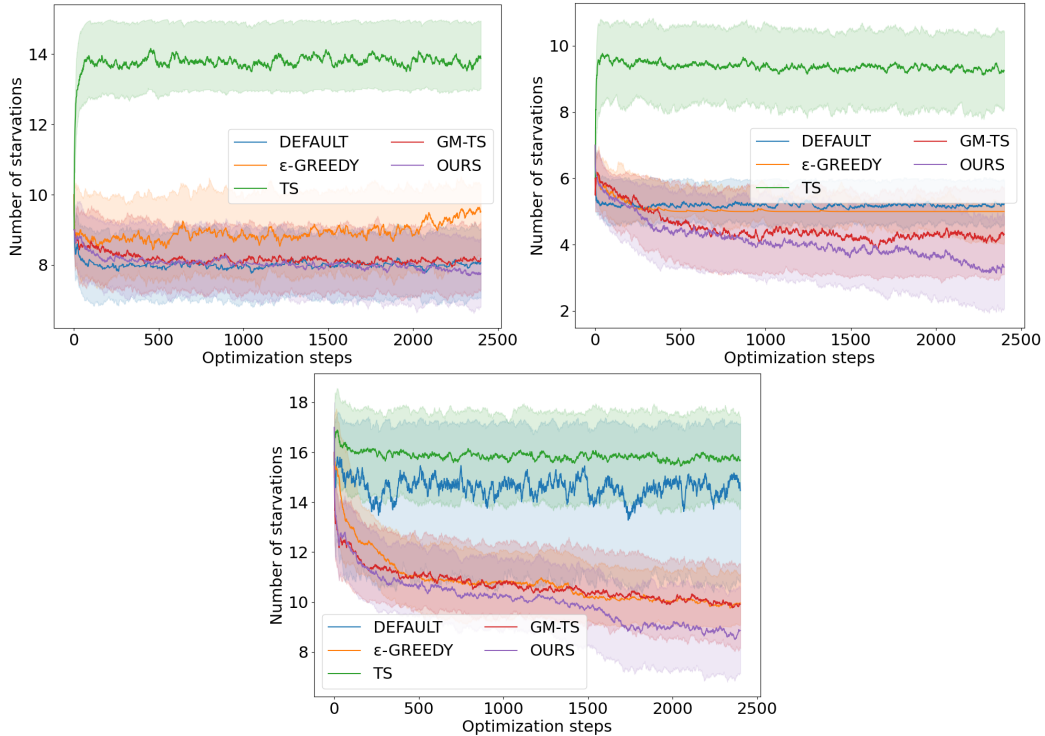 Number of starvations
14
12
10
8
DEFAULT GM-TS
ε-GREEDY OURS
TS
0 500 1000 1500 2000 2500
Optimization steps
Number of starvations
10
8
6
4
2
DEFAULT GM-TS
ε-GREEDY OURS
TS
0 500 1000 1500 2000 2500
Optimization steps
Number of starvations
18
16
14
12
10
8
DEFAULT GM-TS
ε-GREEDY OURS
TS
0 500 1000 1500 2000 2500
Optimization steps